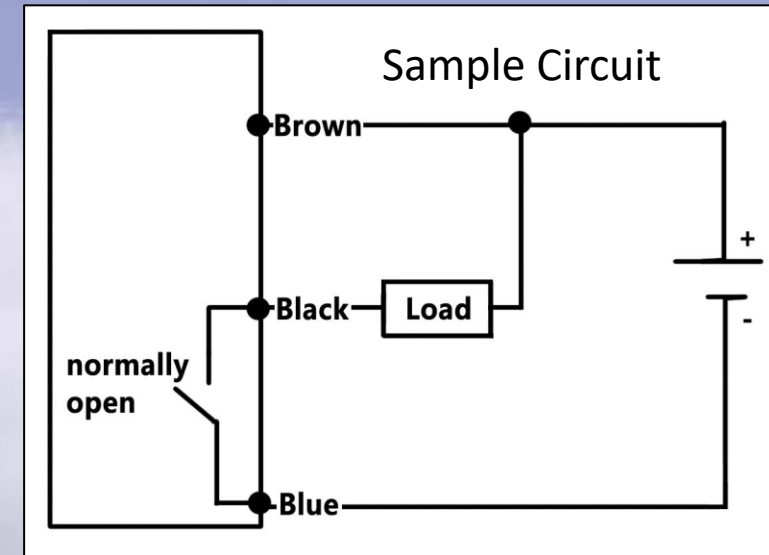 Sample Circuit
Brown
+
Black
Load
-
normally
open
Blue